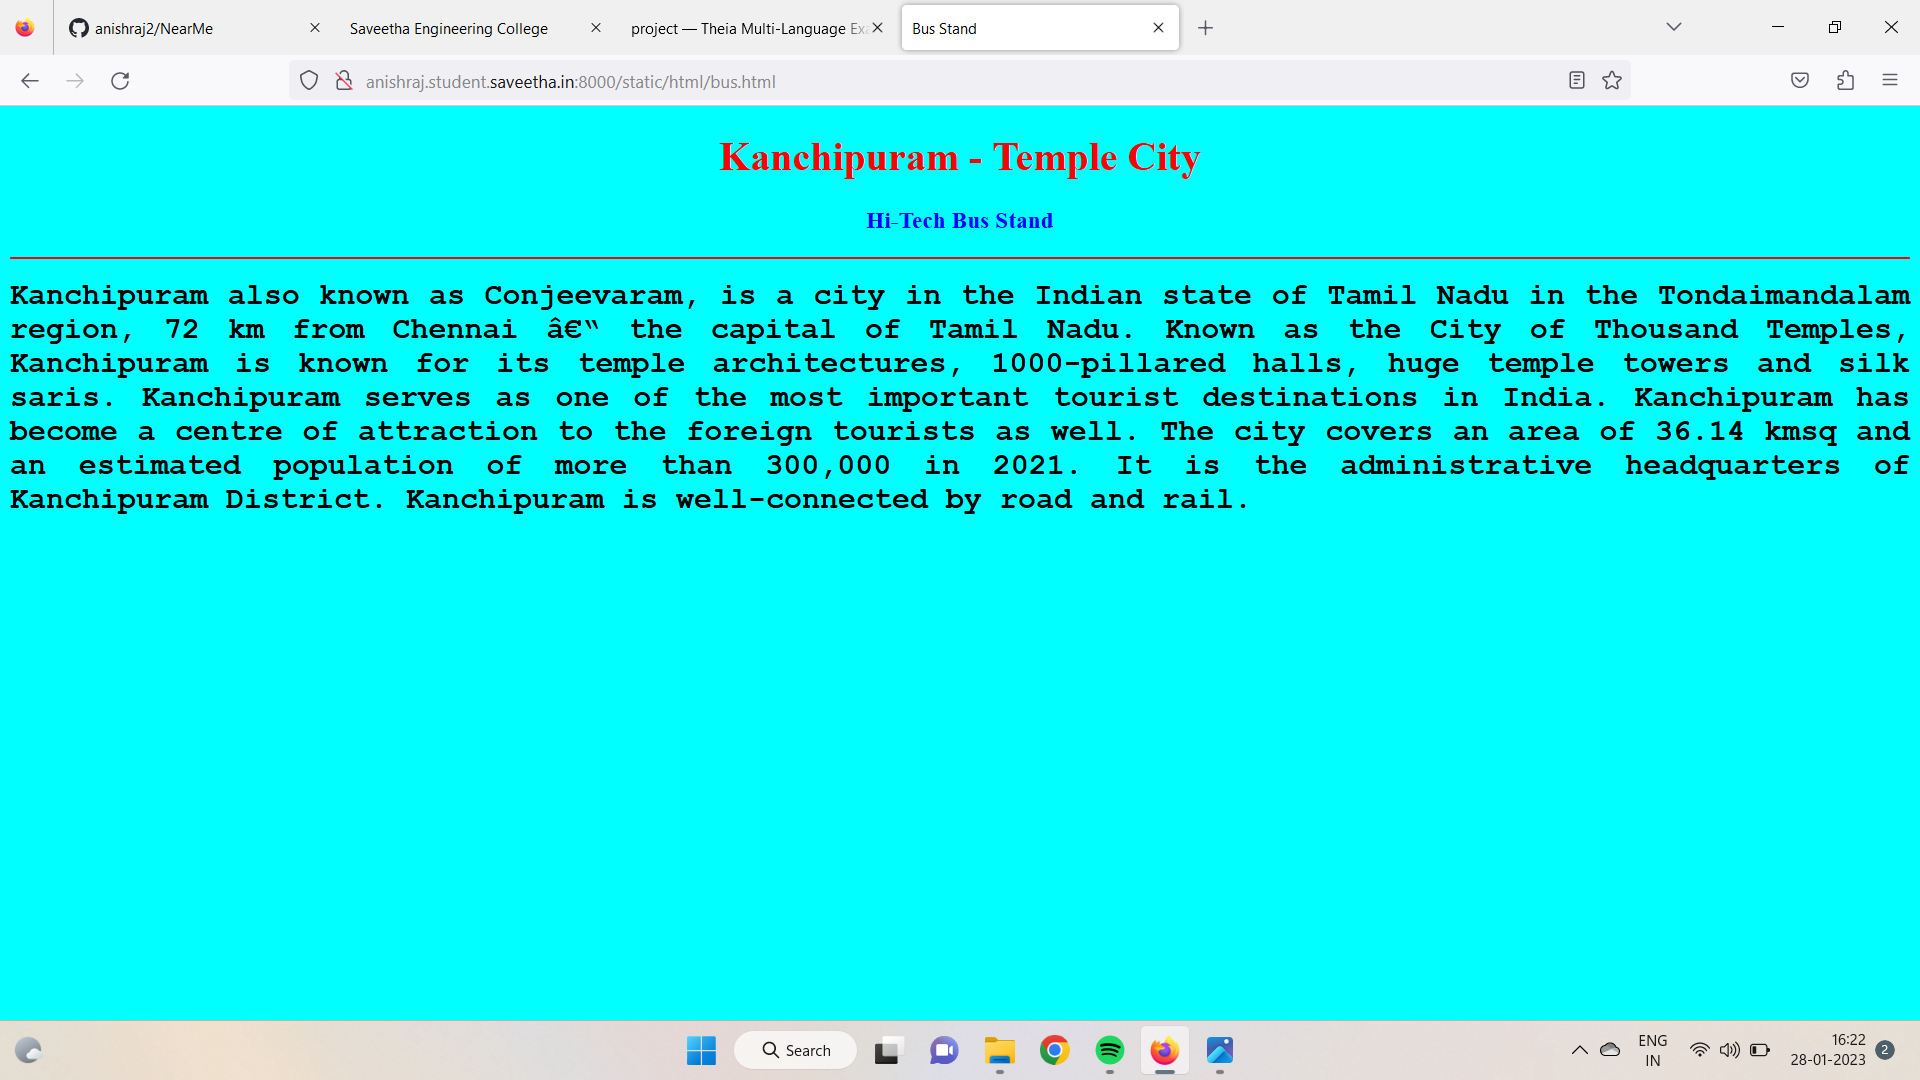 anishraj2/NearMe
Saveetha Engineering College
project — Theia Multi-Language Ex
Bus Stand
anishraj.student.saveetha.in:8000/static/html/bus.html
Kanchipuram - Temple City
Hi-Tech Bus Stand
Kanchipuram also known as Conjeevaram, is a city in the Indian state of Tamil Nadu in the Tondaimandalam
region, 72 km from Chennai â€“ the capital of Tamil Nadu. Known as the City of Thousand Temples,
Kanchipuram is known for its temple architectures, 1000-pillared halls, huge temple towers and silk
saris. Kanchipuram serves as one of the most important tourist destinations in India. Kanchipuram has
become a centre of attraction to the foreign tourists as well. The city covers an area of 36.14 kmsq and
an estimated population of more than 300,000 in 2021. It is the administrative headquarters of
Kanchipuram District. Kanchipuram is well-connected by road and rail.
Search
ENG
IN
16:22
28-01-2023
2